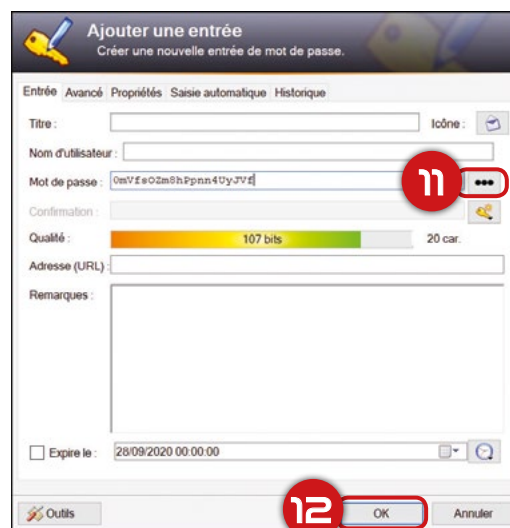 Ajouter une entrée
Créer une nouvelle entrée de mot de passe.
Entrée Avancé Propriétés Saisie automatique Historique
Titre : Icône :
Nom d'utilisateur :
Mot de passe : 0mVfsOZm8hPpnn4UyJVf 11
Confirmation :
Qualité : 107 bits 20 car.
Adresse (URL) :
Remarques :
Expire le : 28/09/2020 00:00:00
Outils 12 OK Annuler